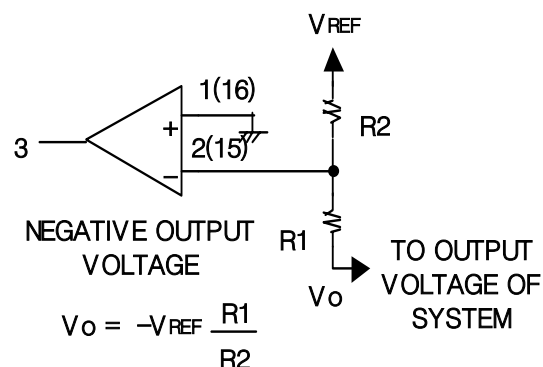 VREF
1(16)
+
R2
3
2(15)
−
NEGATIVE OUTPUT
VOLTAGE
R1
TO OUTPUT
VOLTAGE OF
SYSTEM
Vo
Vo = -VREF R1
R2